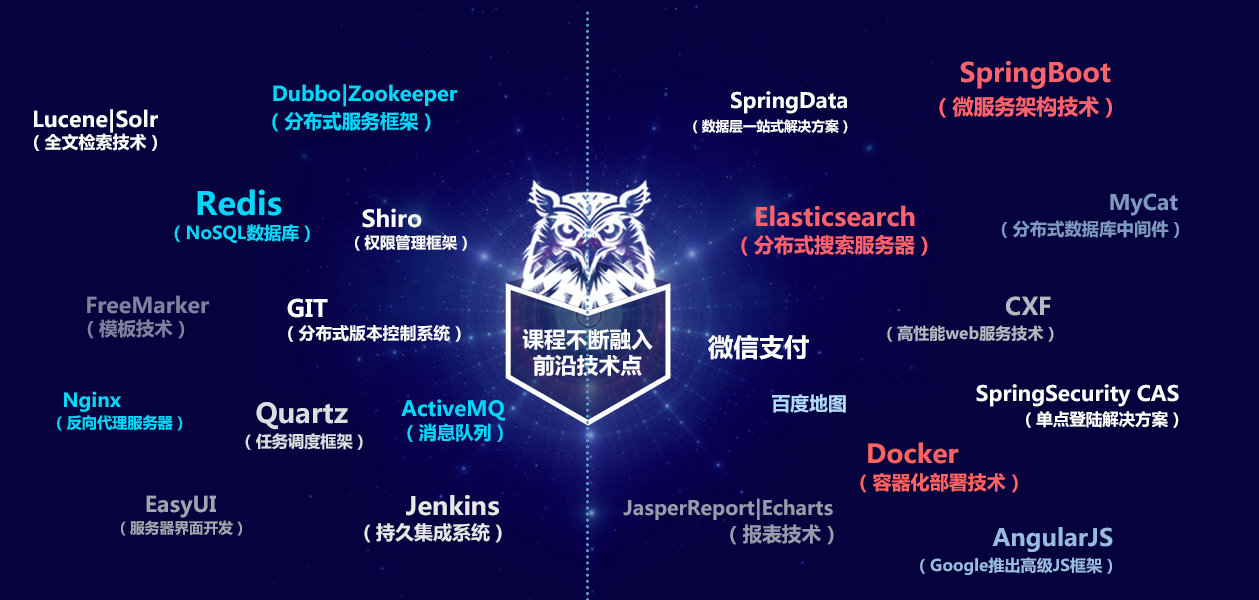 Lucene|Solr
（全文检索技术）
Dubbo|Zookeeper
（分布式服务框架）
Redis
（NoSQL数据库）
Shiro
（权限管理框架）
FreeMarker
（模板技术）
GIT
（分布式版本控制系统）
Nginx
（反向代理服务器）
Quartz
（任务调度框架）
ActiveMQ
（消息队列）
EasyUI
（服务器界面开发）
Jenkins
（持久集成系统）
课程不断融入
前沿技术点
SpringData
（数据层一站式解决方案）
SpringBoot
（微服务架构技术）
Elasticsearch
（分布式搜索服务器）
MyCat
（分布式数据库中间件）
CXF
（高性能web服务技术）
微信支付
百度地图
SpringSecurity CAS
（单点登陆解决方案）
Docker
（容器化部署技术）
JasperReport|Echarts
（报表技术）
AngularJS
（Google推出高级JS框架）